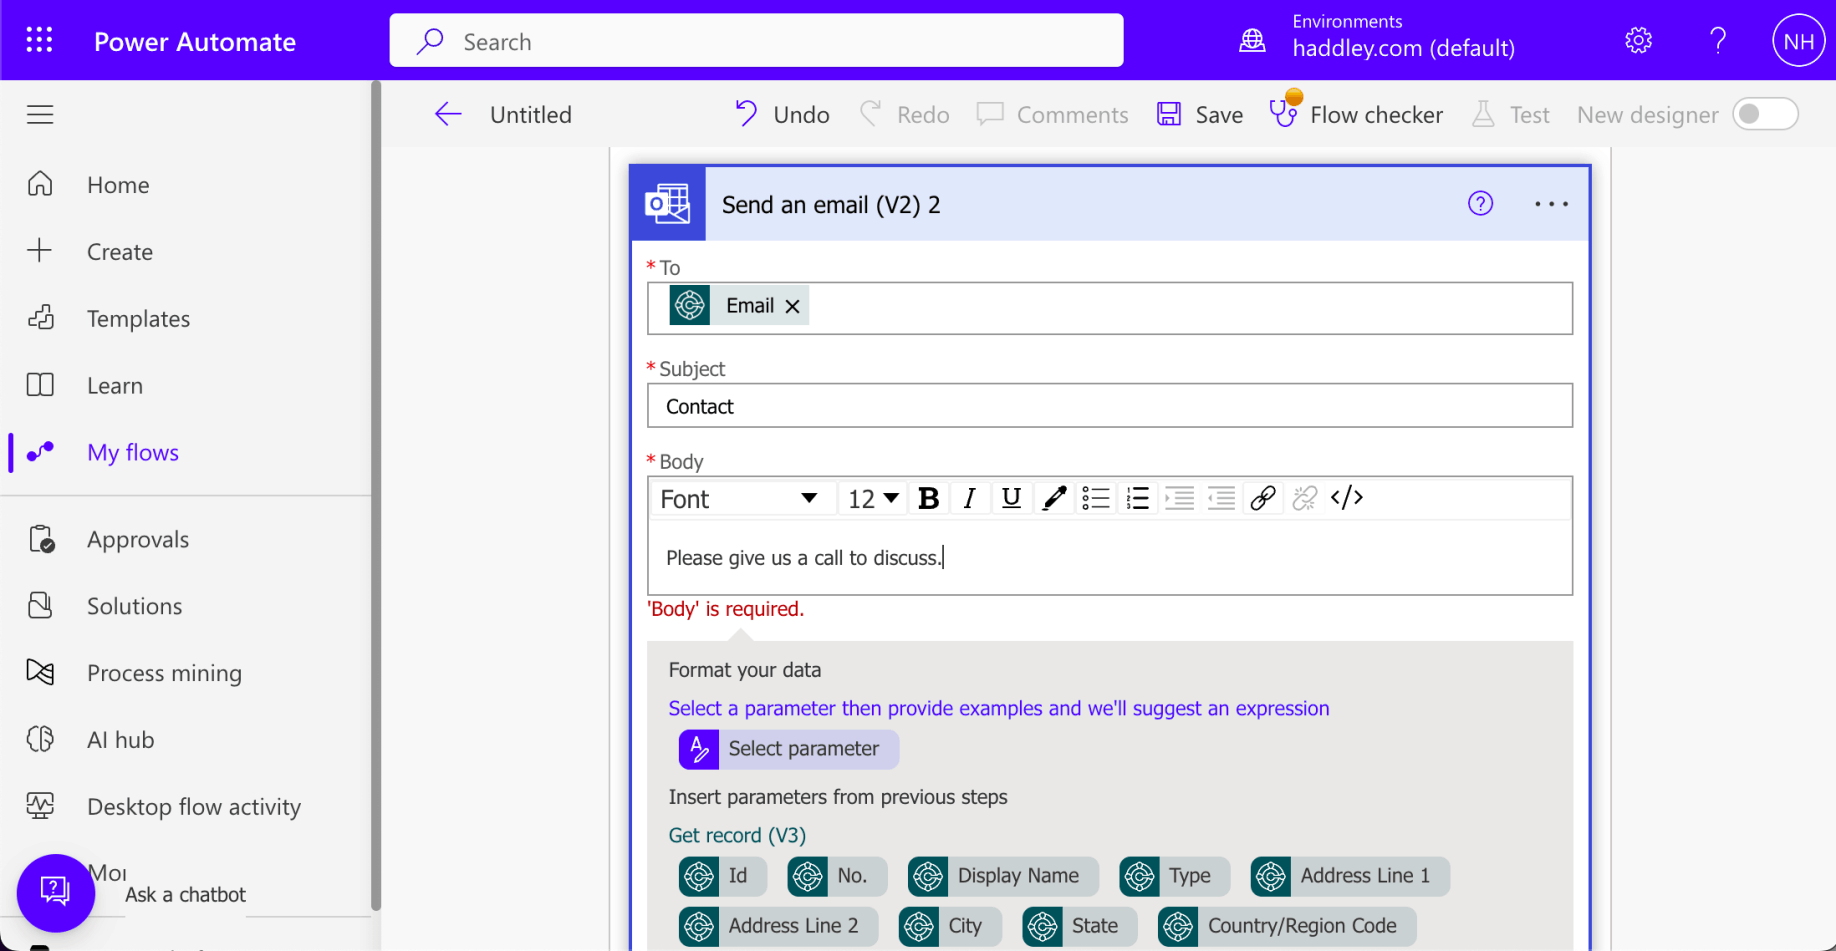 Power Automate
Search
Environments
haddley.com (default)
?
NH
Untitled
Undo
Redo
Comments
Save
Flow checker
Test
New designer
Home
Create
Templates
Learn
My flows
Approvals
Solutions
Process mining
AI hub
Desktop flow activity
Ask a chatbot
Send an email (V2) 2
?
...
* To
Email
* Subject
Contact
* Body
Font 12 B I U </>
Please give us a call to discuss.
'Body' is required.
Format your data
Select a parameter then provide examples and we'll suggest an expression
Select parameter
Insert parameters from previous steps
Get record (V3)
Id No. Display Name Type Address Line 1
Address Line 2 City State Country/Region Code